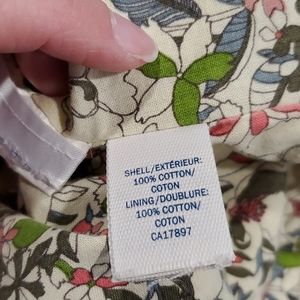 SHELL/EXTÉRIEUR:
100% COTTON/
COTON
LINING/DOUBLURE:
100% COTTON/
COTON
CA17897